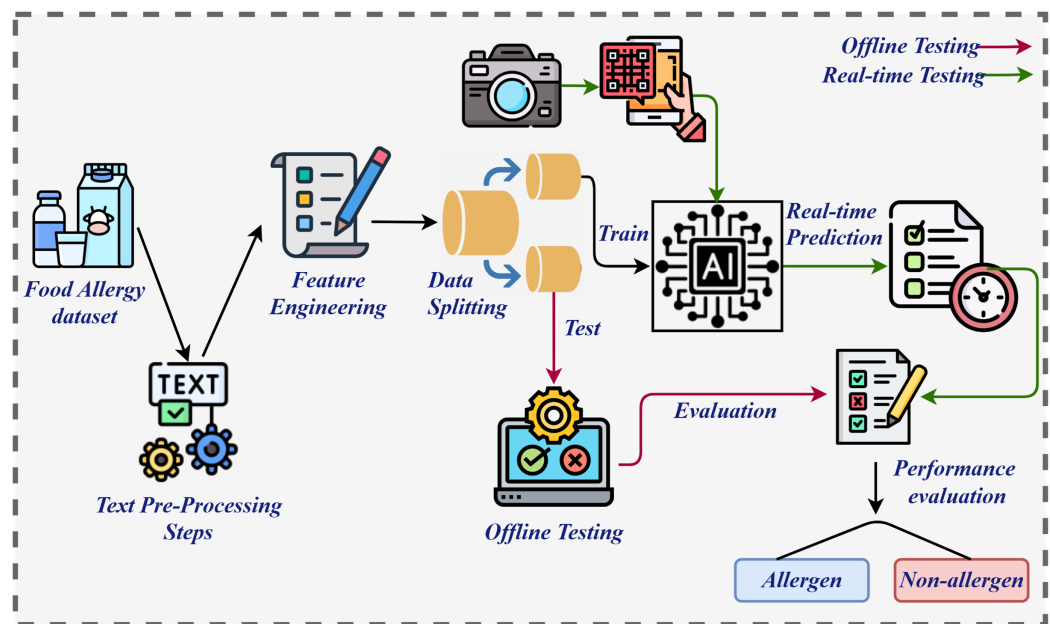 Offline Testing
Real-time Testing
Food Allergy
dataset
TEXT
Text Pre-Processing
Steps
Feature
Engineering
Data
Splitting
Train
Test
AI
Real-time
Prediction
Offline Testing
Evaluation
Performance
evaluation
Allergen
Non-allergen